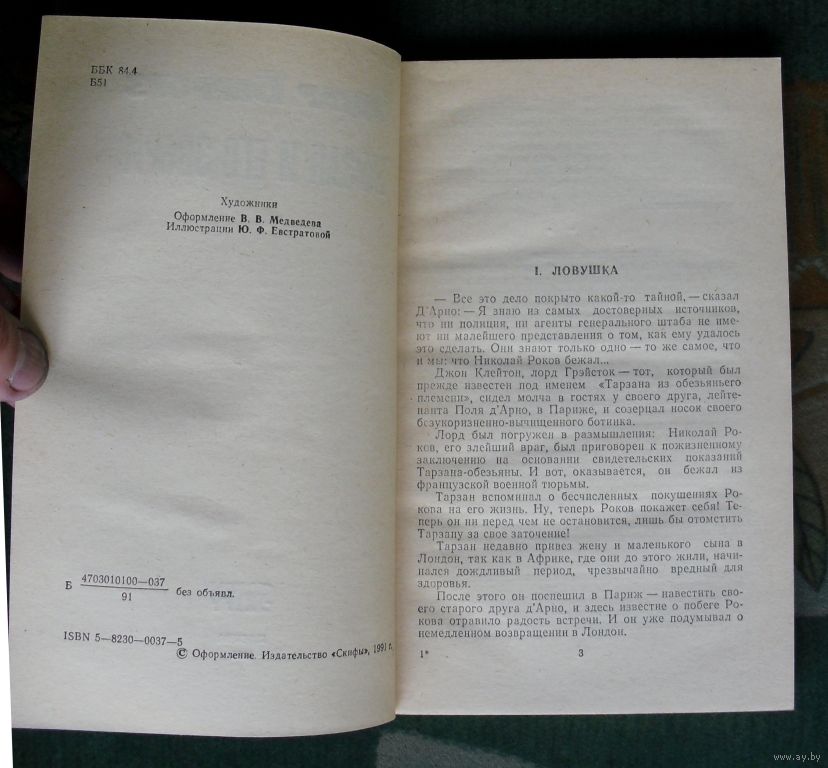 ББК 84.4
Б51
Художники
Оформление В. В. Медведева
Иллюстрации Ю. Ф. Евстратовой
Б 4703010100—037
91 без объявл.
ISBN 5—8230—0037—5
© Оформление. Издательство «Скифы», 1991 г.
I. ЛОВУШКА
— Все это дело покрыто какой-то тайной, — сказал
Д'Арно: — Я знаю из самых достоверных источников,
что ни полиция, ни агенты генерального штаба не име-
ют ни малейшего представления о том, как ему удалось
это сделать. Они знают только одно — то же самое, что
и мы: что Николай Роков бежал...
Джон Клейтон, лорд Грэйсток — тот, который был
прежде известен под именем «Тарзана из обезьяньего
племени», сидел молча в гостях у своего друга, лейте-
нанта Поля д'Арно, в Париже, и созерцал носок своего
безукоризненно-вычищенного ботинка.
Лорд был погружен в размышления: Николай Ро-
ков, его злейший враг, был приговорен к пожизненному
заключению на основании свидетельских показаний
Тарзана-обезьяны. И вот, оказывается, он бежал из
французской военной тюрьмы.
Тарзан вспоминал о бесчисленных покушениях Ро-
кова на его жизнь. Ну, теперь Роков покажет себя! Те-
перь он ни перед чем не остановится, лишь бы отомстить
Тарзану за свое заточение!
Тарзан недавно привез жену и маленького сына в
Лондон, так как в Африке, где они до этого жили, начи-
нался дождливый период, чрезвычайно вредный для
здоровья.
После этого он поспешил в Париж — навестить сво-
его старого друга д'Арно, и здесь известие о побеге Ро-
кова отравило радость встречи. И он уже подумывал о
немедленном возвращении в Лондон.
1* 3
www.ay.by